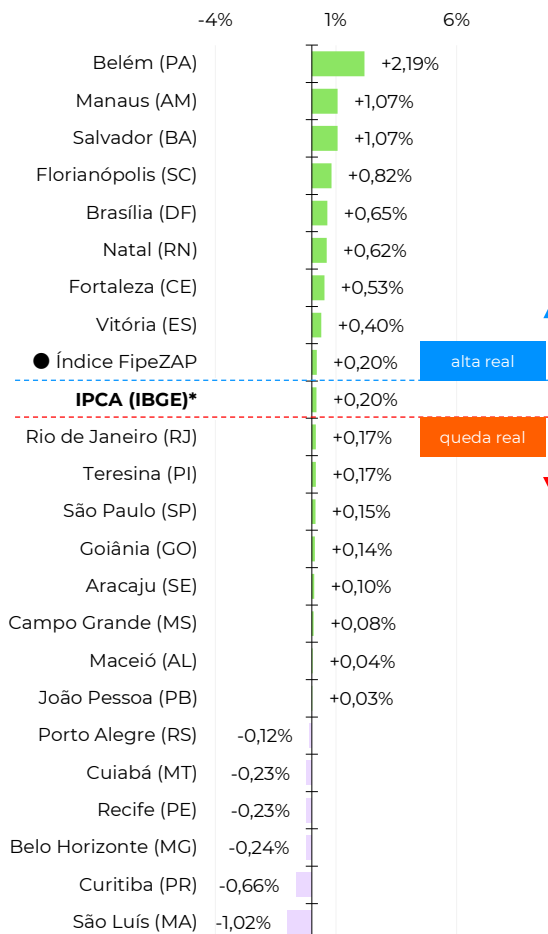 -4% 1% 6%
Belém (PA) +2,19%
Manaus (AM) +1,07%
Salvador (BA) +1,07%
Florianópolis (SC) +0,82%
Brasília (DF) +0,65%
Natal (RN) +0,62%
Fortaleza (CE) +0,53%
Vitória (ES) +0,40%
● Índice FipeZAP +0,20% alta real
IPCA (IBGE)* +0,20%
Rio de Janeiro (RJ) +0,17% queda real
Teresina (PI) +0,17%
São Paulo (SP) +0,15%
Goiânia (GO) +0,14%
Aracaju (SE) +0,10%
Campo Grande (MS) +0,08%
Maceió (AL) +0,04%
João Pessoa (PB) +0,03%
Porto Alegre (RS) -0,12%
Cuiabá (MT) -0,23%
Recife (PE) -0,23%
Belo Horizonte (MG) -0,24%
Curitiba (PR) -0,66%
São Luís (MA) -1,02%